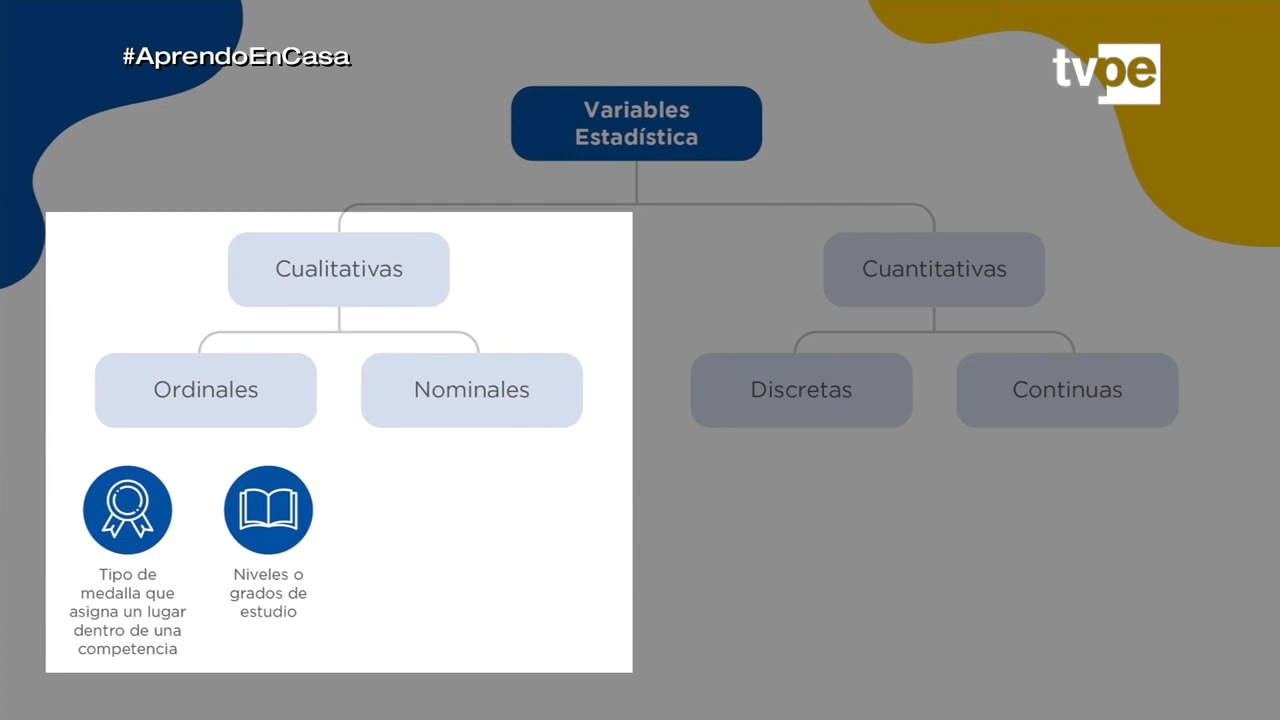 #AprendoEnCasa
tvpe
Variables
Estadística
Cualitativas
Cuantitativas
Ordinales
Nominales
Discretas
Continuas
Tipo de
medalla que
asigna un lugar
dentro de una
competencia
Niveles o
grados de
estudio